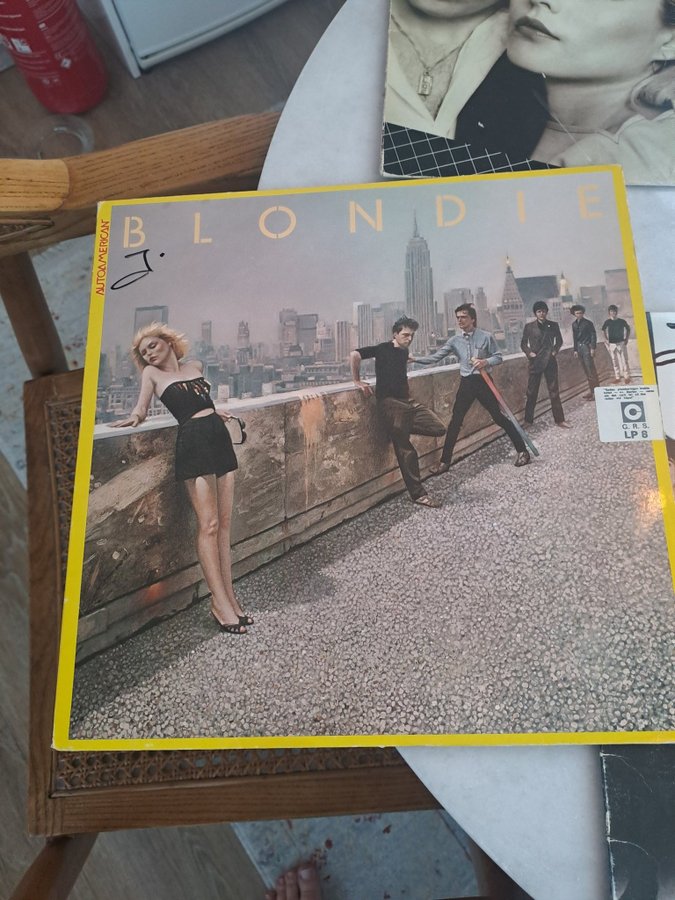 BLONDIE
AUTOAMERICAN
J.
C
G.R.S.
LP 8